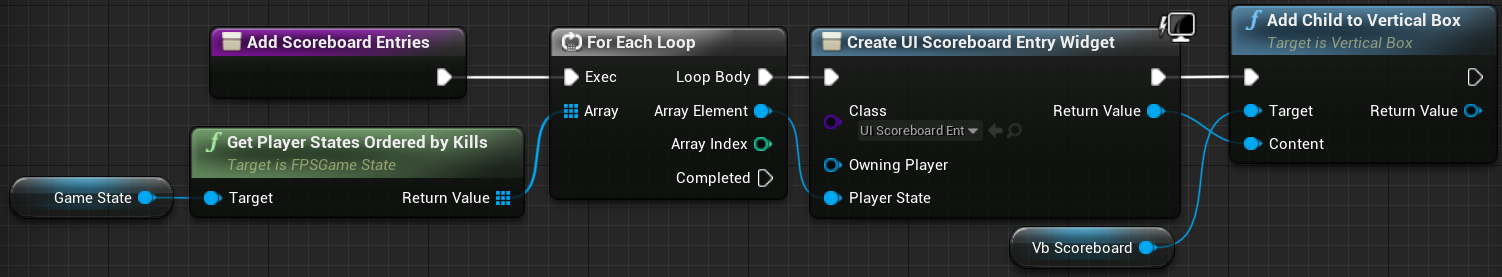 Add Scoreboard Entries
Get Player States Ordered by Kills
Target is FPSGame State
Game State
Target
Return Value
For Each Loop
Exec
Loop Body
Array
Array Element
Array Index
Completed
Create UI Scoreboard Entry Widget
Class
Return Value
UI Scoreboard Ent
Owning Player
Player State
Vb Scoreboard
Add Child to Vertical Box
Target is Vertical Box
Target
Return Value
Content